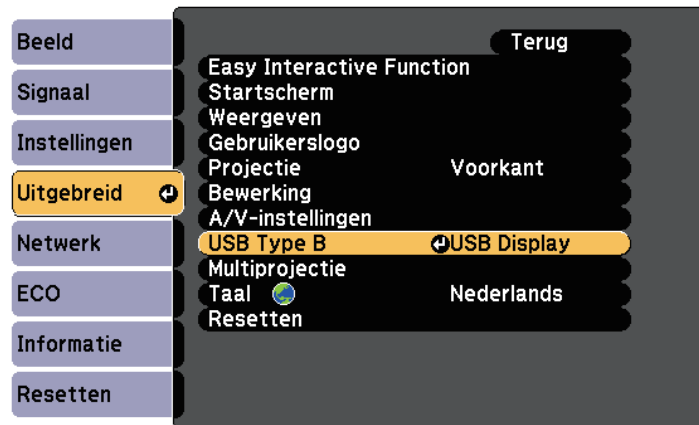 Beeld
Signaal
Instellingen
Uitgebreid
Netwerk
ECO
Informatie
Resetten
Terug
Easy Interactive Function
Startscherm
Weergeven
Gebruikerslogo
Projectie Voorkant
Bewerking
A/V-instellingen
USB Type B USB Display
Multiprojectie
Taal Nederlands
Resetten